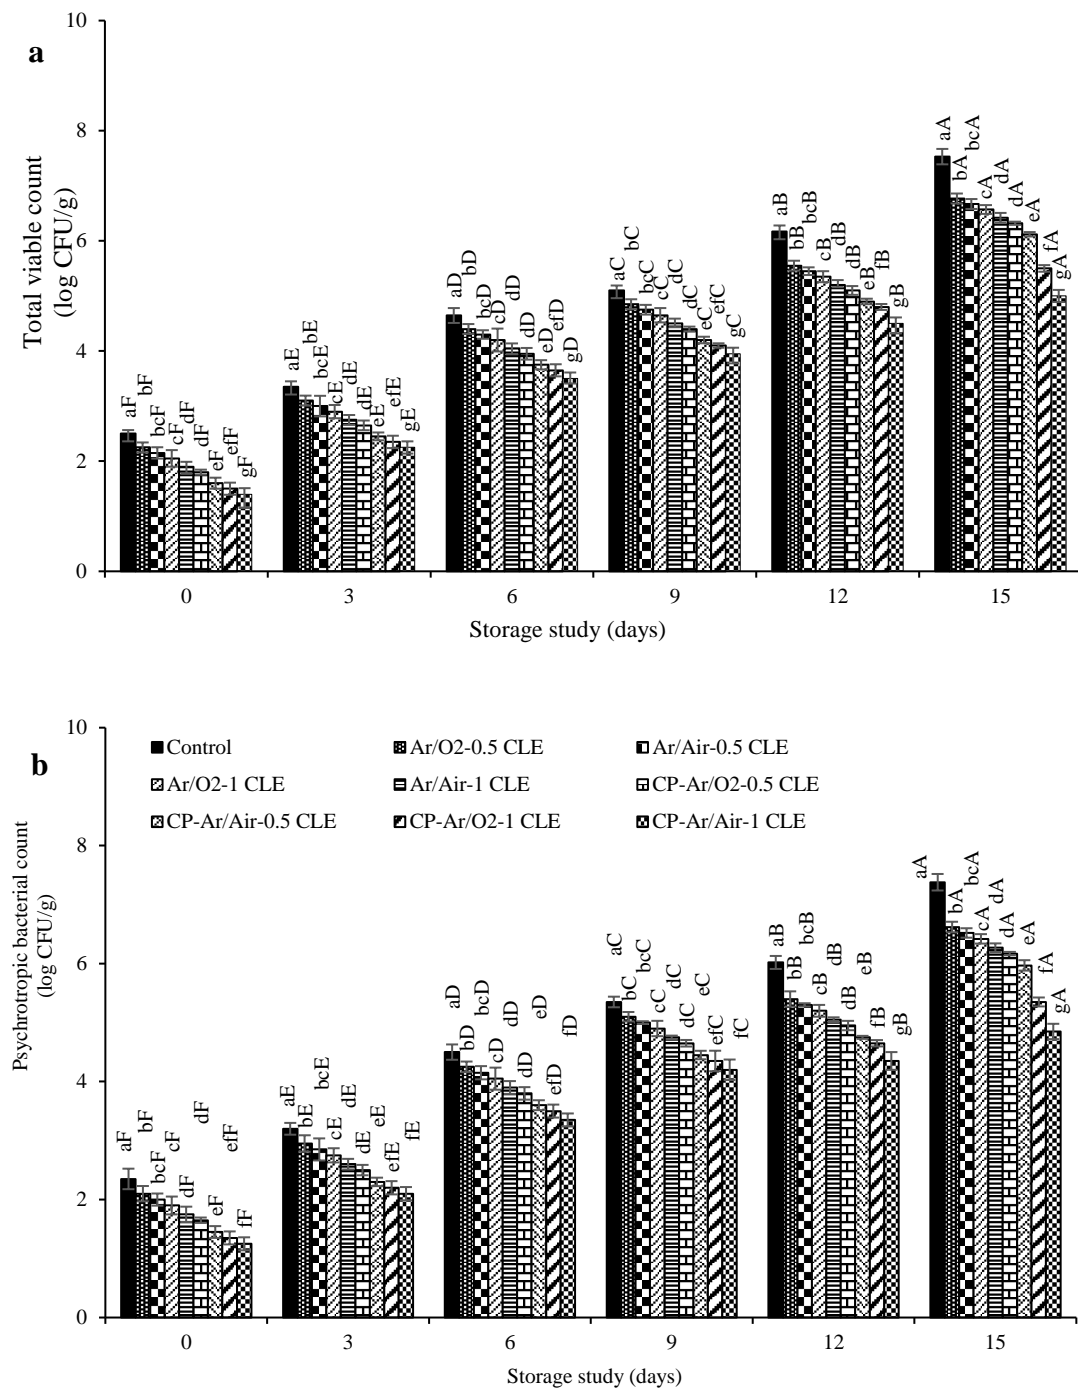 a
10
8
6
4
2
0
Total viable count
(log CFU/g)
aF bF bcF cF dF dF eF efF gF
aE bE bcE cE dE dE eE efE gE
aD bD bcD cD dD dD eD efD gD
aC bC bcC cC dC dC eC efC gC
aB bB bcB cB dB dB eB fB gB
aA bA bcA cA dA dA eA fA gA
0 3 6 9 12 15
Storage study (days)
b
10
8
6
4
2
0
Psychrotropic bacterial count
(log CFU/g)
Control Ar/O2-0.5 CLE Ar/Air-0.5 CLE
Ar/O2-1 CLE Ar/Air-1 CLE CP-Ar/O2-0.5 CLE
CP-Ar/Air-0.5 CLE CP-Ar/O2-1 CLE CP-Ar/Air-1 CLE
aF bF bcF cF dF dF eF efF fF
aE bE bcE cE dE dE eE efE fE
aD bD bcD cD dD dD eD efD fD
aC bC bcC cC dC dC eC efC fC
aB bB bcB cB dB dB eB fB gB
aA bA bcA cA dA dA eA fA gA
0 3 6 9 12 15
Storage study (days)